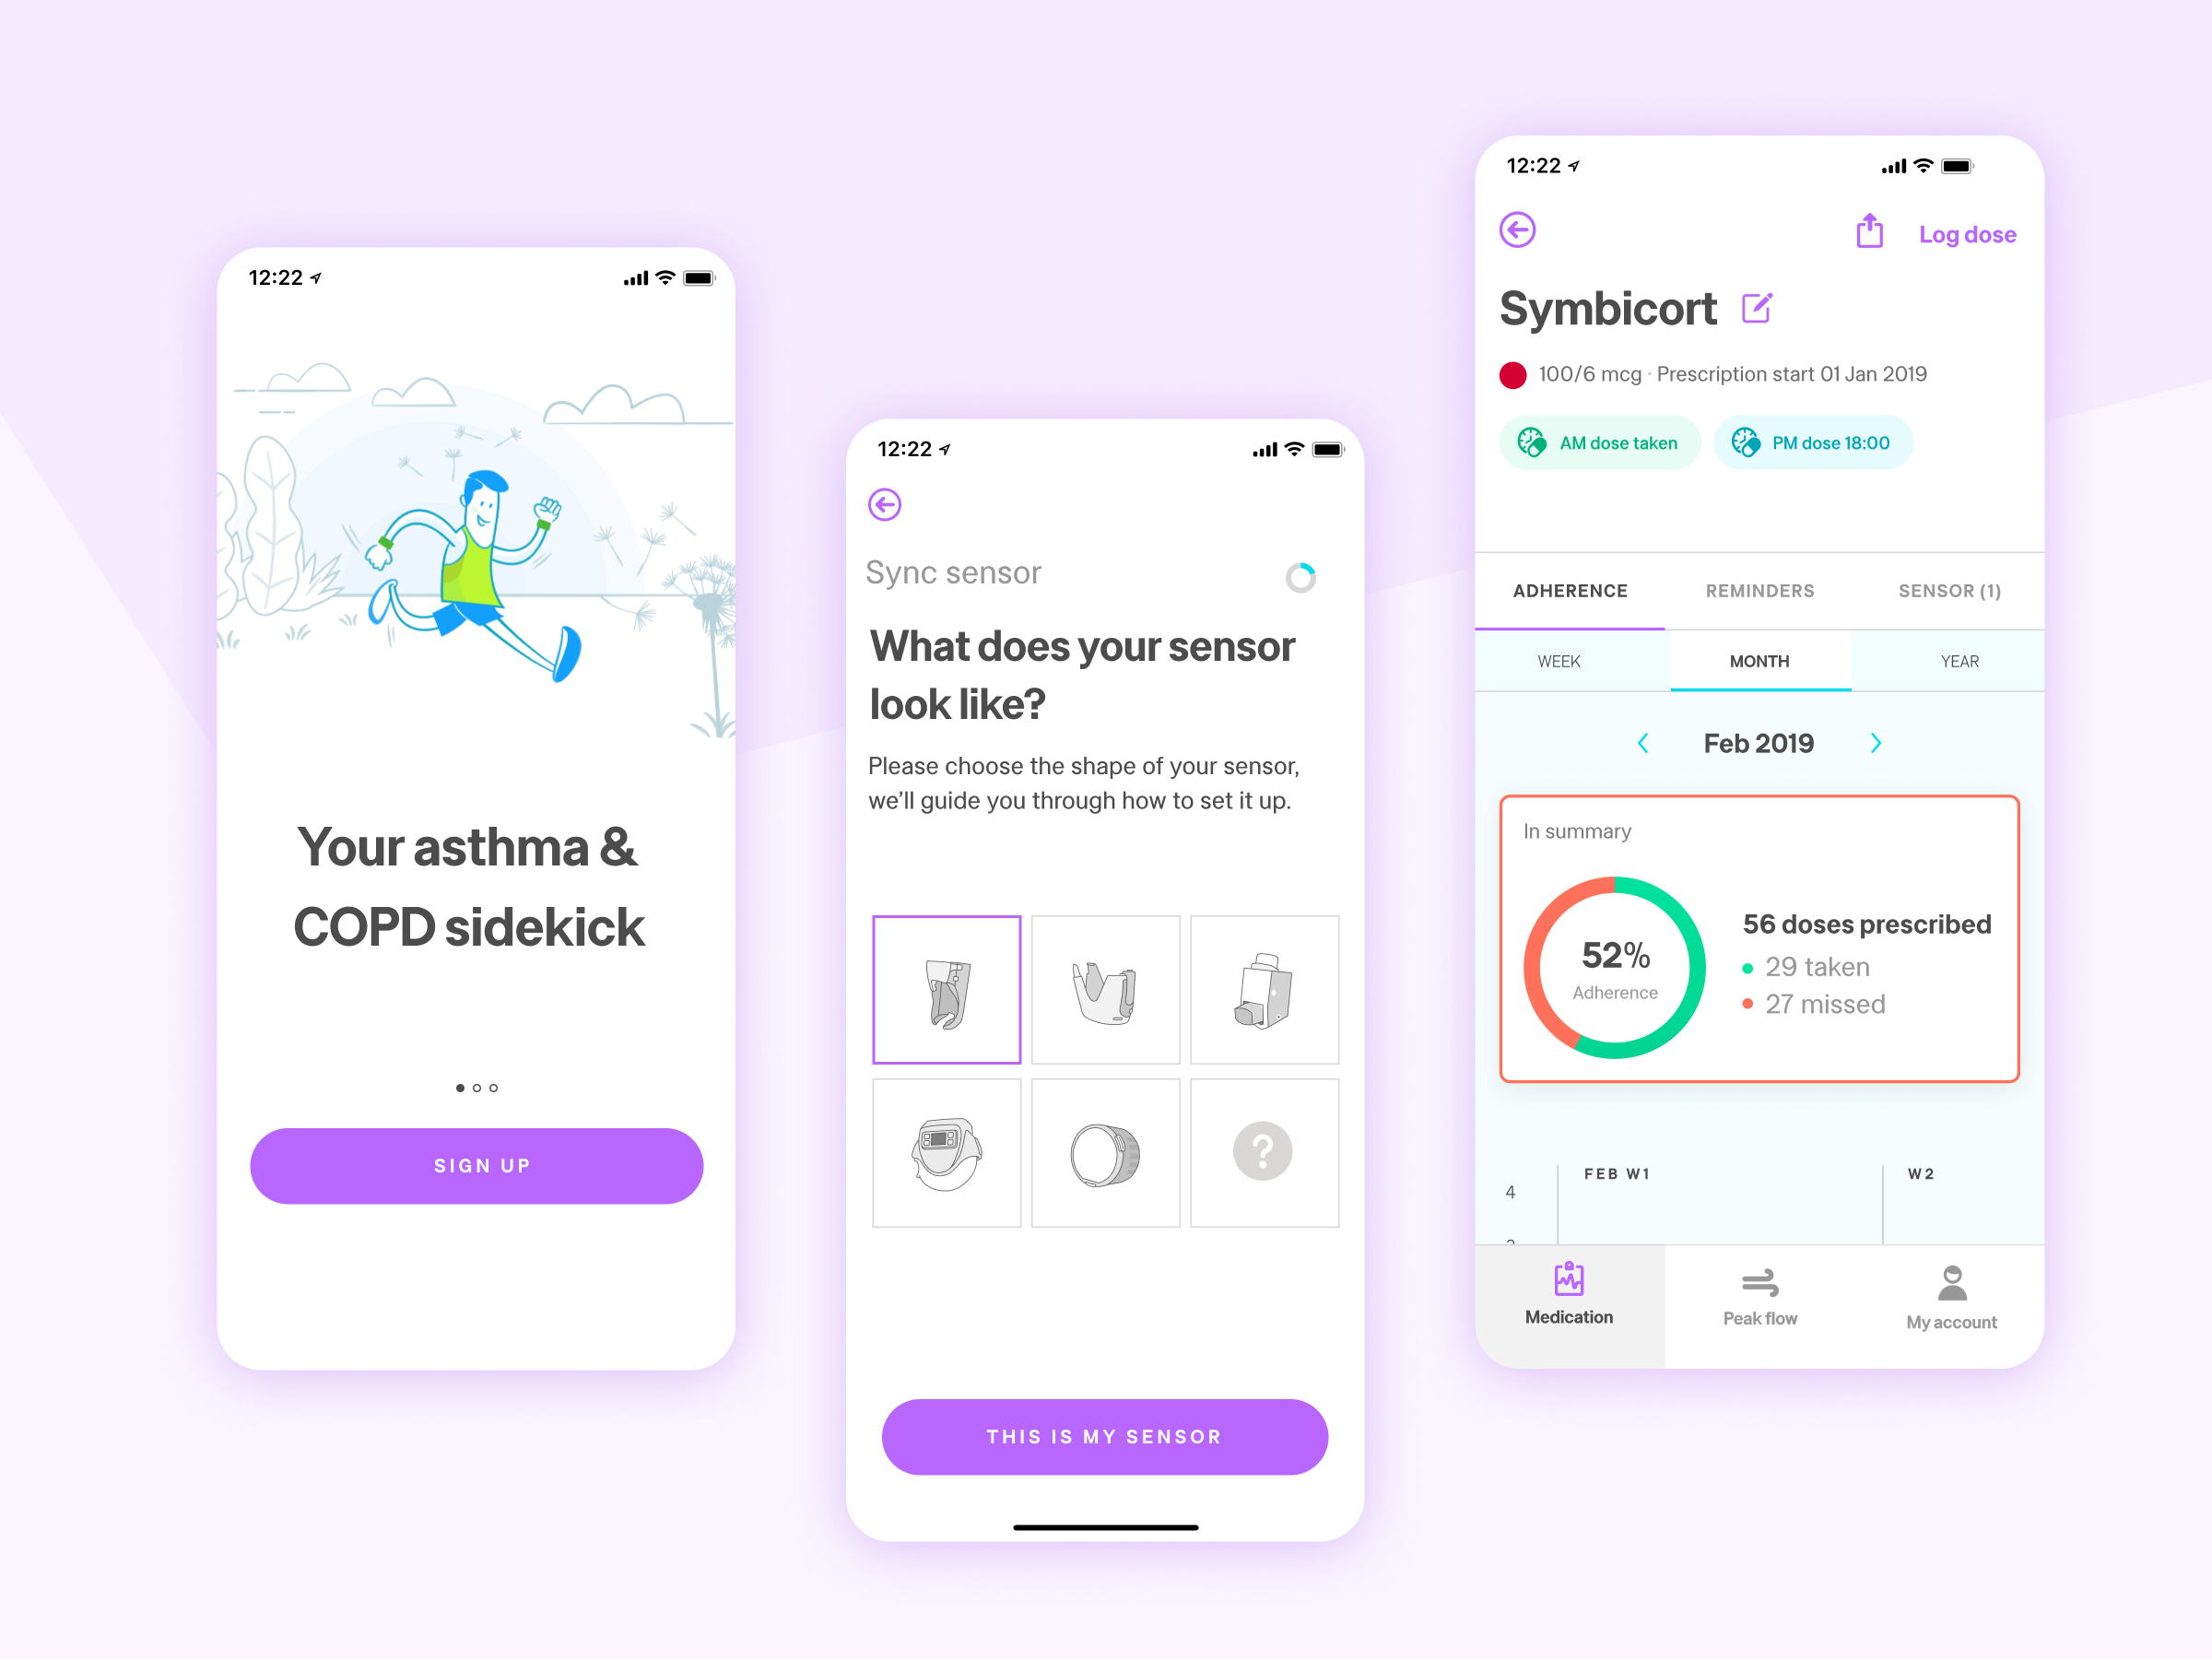 12:22
Your asthma &
COPD sidekick
SIGN UP
12:22
Sync sensor
What does your sensor
look like?
Please choose the shape of your sensor,
we'll guide you through how to set it up.
?
THIS IS MY SENSOR
12:22
Log dose
Symbicort
100/6 mcg · Prescription start 01 Jan 2019
AM dose taken
PM dose 18:00
ADHERENCE REMINDERS SENSOR (1)
WEEK MONTH YEAR
Feb 2019
In summary
52%
Adherence
56 doses prescribed
29 taken
27 missed
FEB W1 W2
4
Medication Peak flow My account